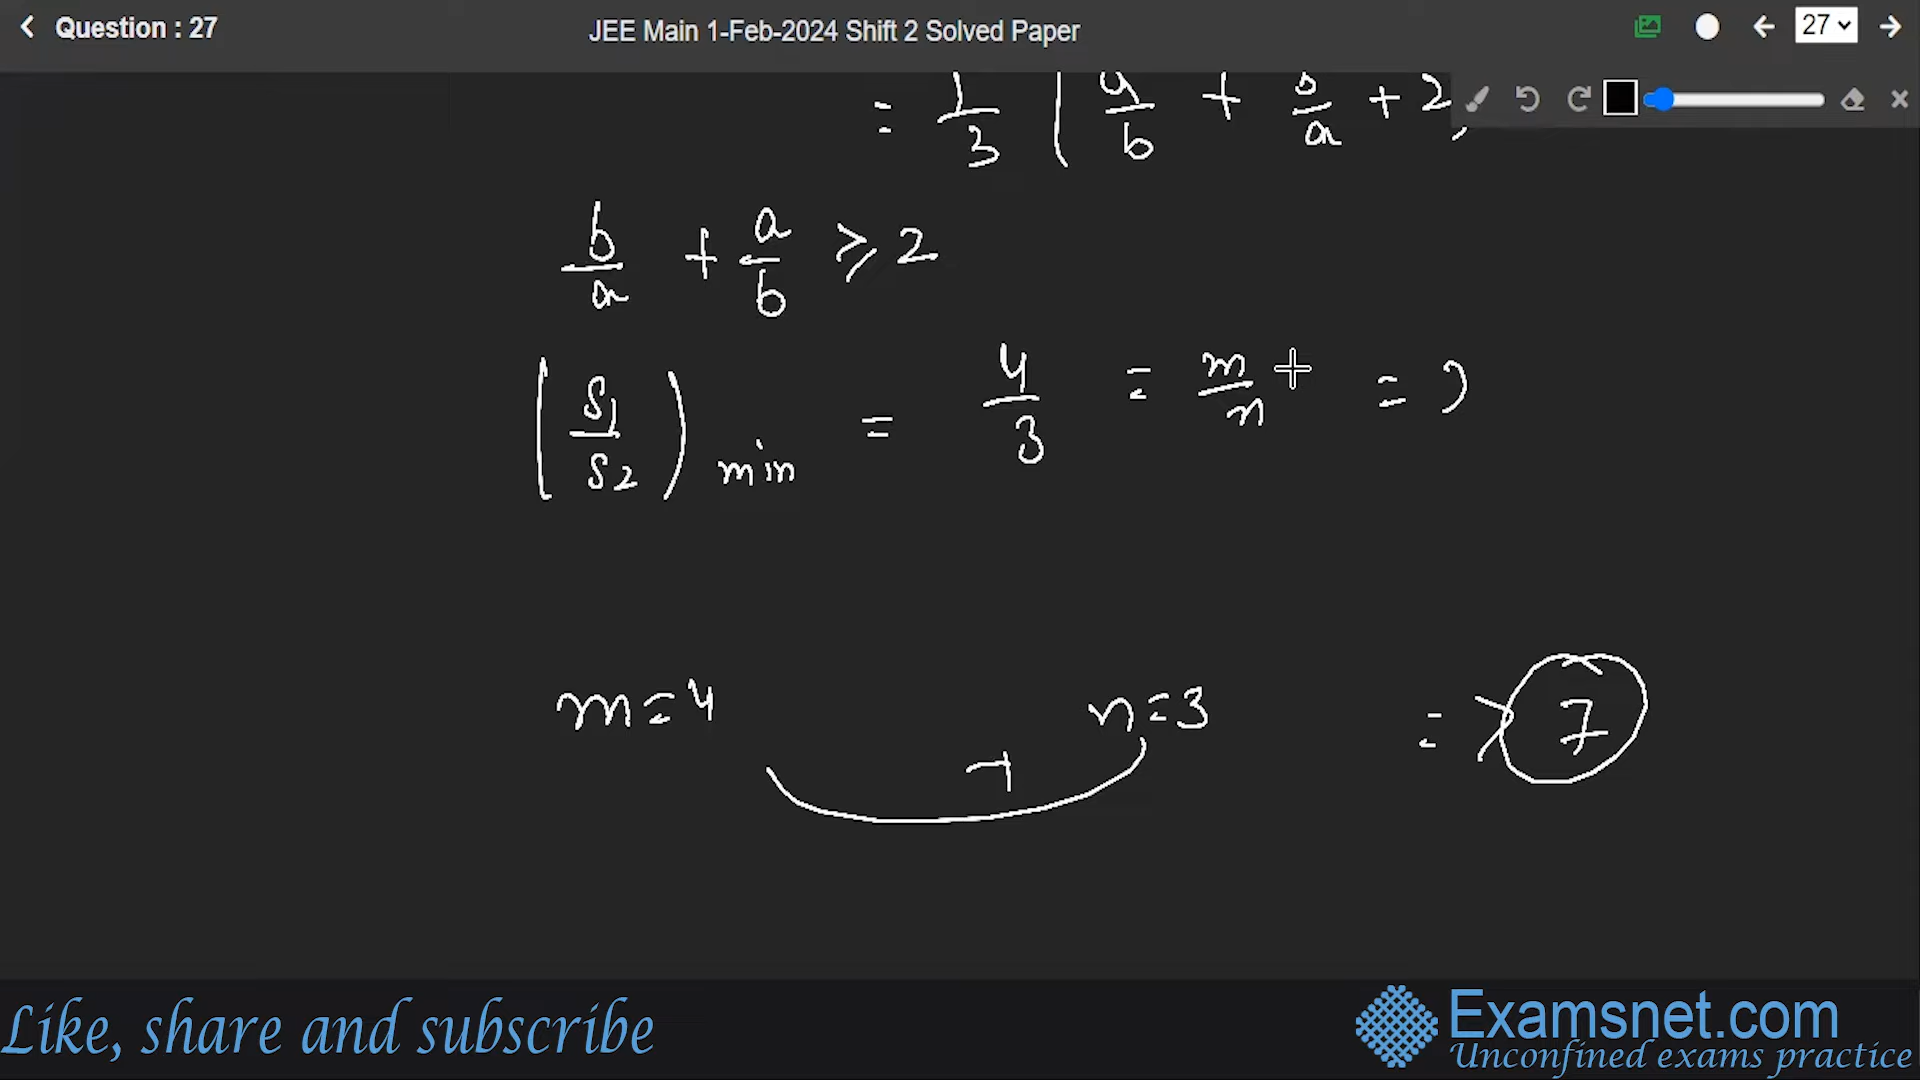 Question : 27
JEE Main 1-Feb-2024 Shift 2 Solved Paper
27
= 1/3 ( a/b + b/a + 2
b/a + a/b ⩾ 2
(S1/S2) min = 4/3 = m/n =
m=4 n=3 => 7
+
Like, share and subscribe
Examsnet.com
Unconfined exams practice